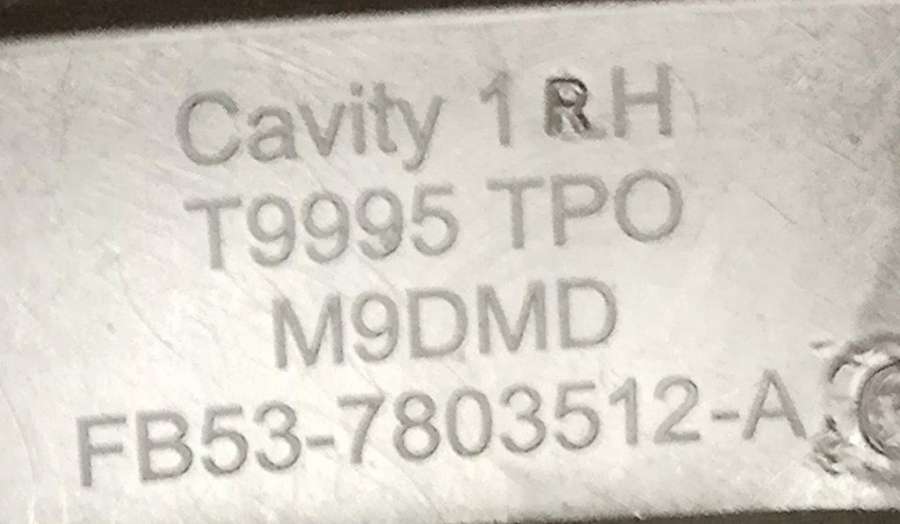 Cavity 1 RH
T9995 TPO
M9DMD
FB53-7803512-A